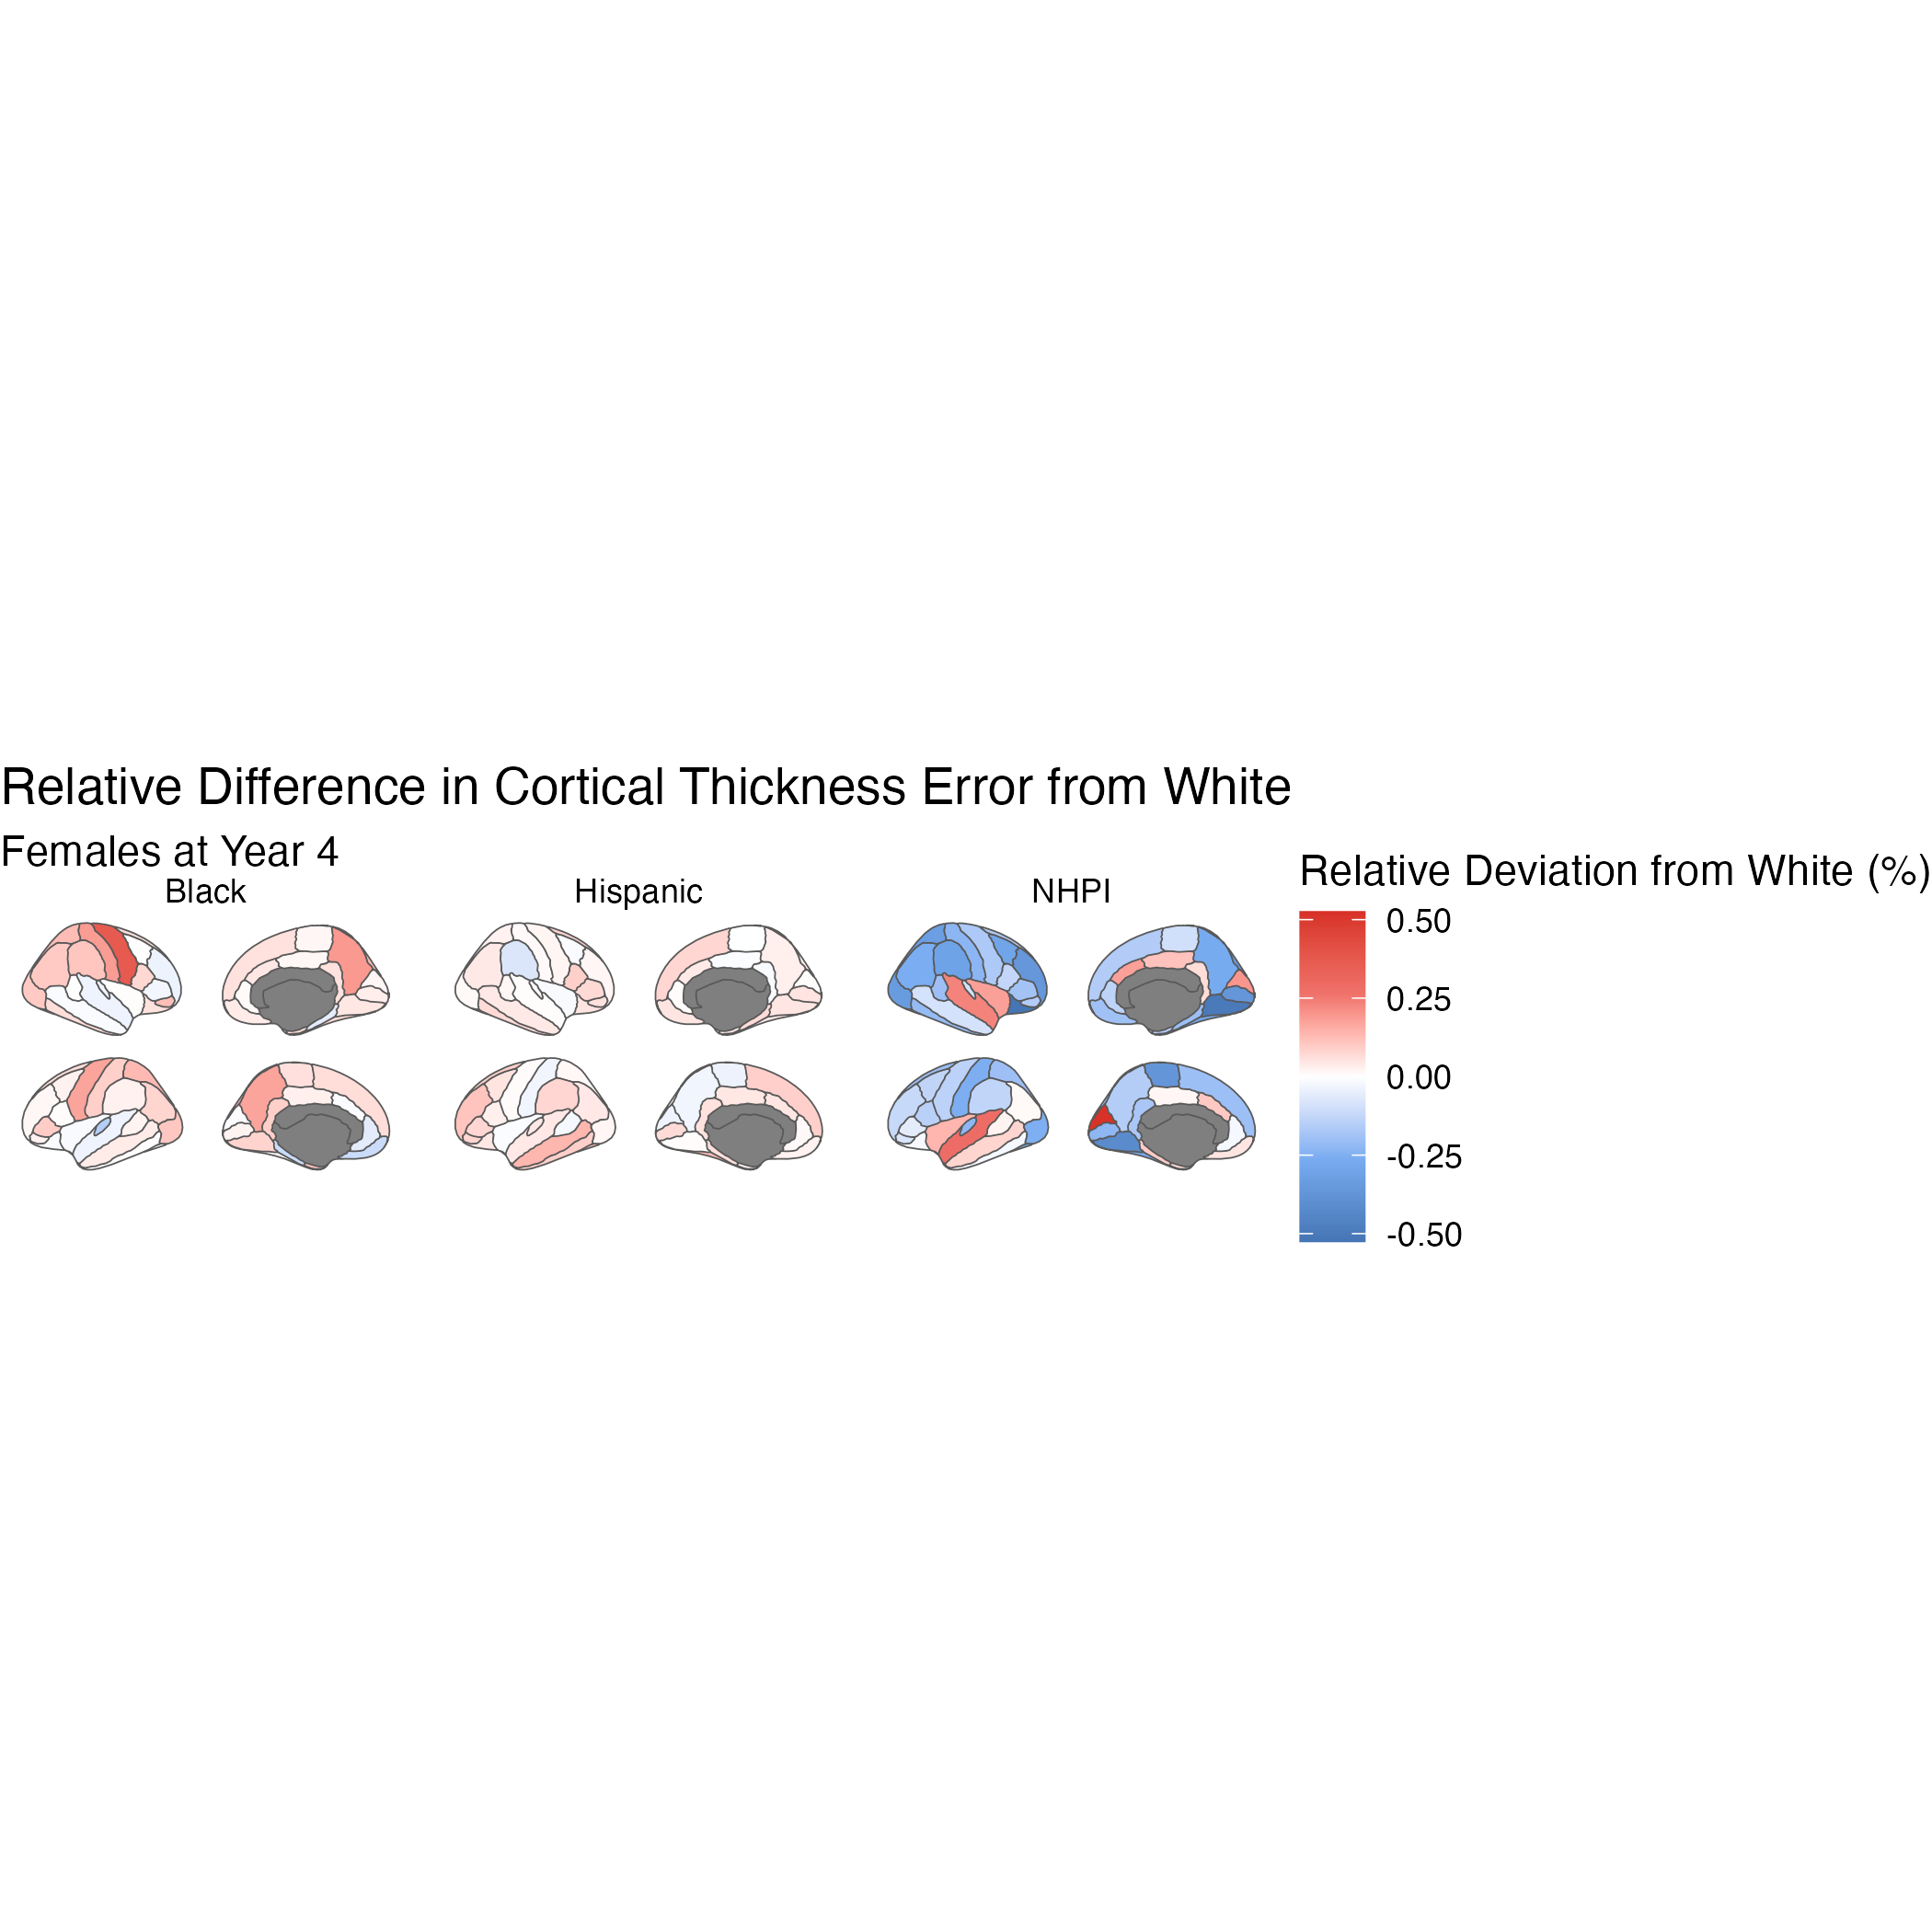 Relative Difference in Cortical Thickness Error from White
Females at Year 4
Black
Hispanic
NHPI
Relative Deviation from White (%)
0.50
0.25
0.00
-0.25
-0.50